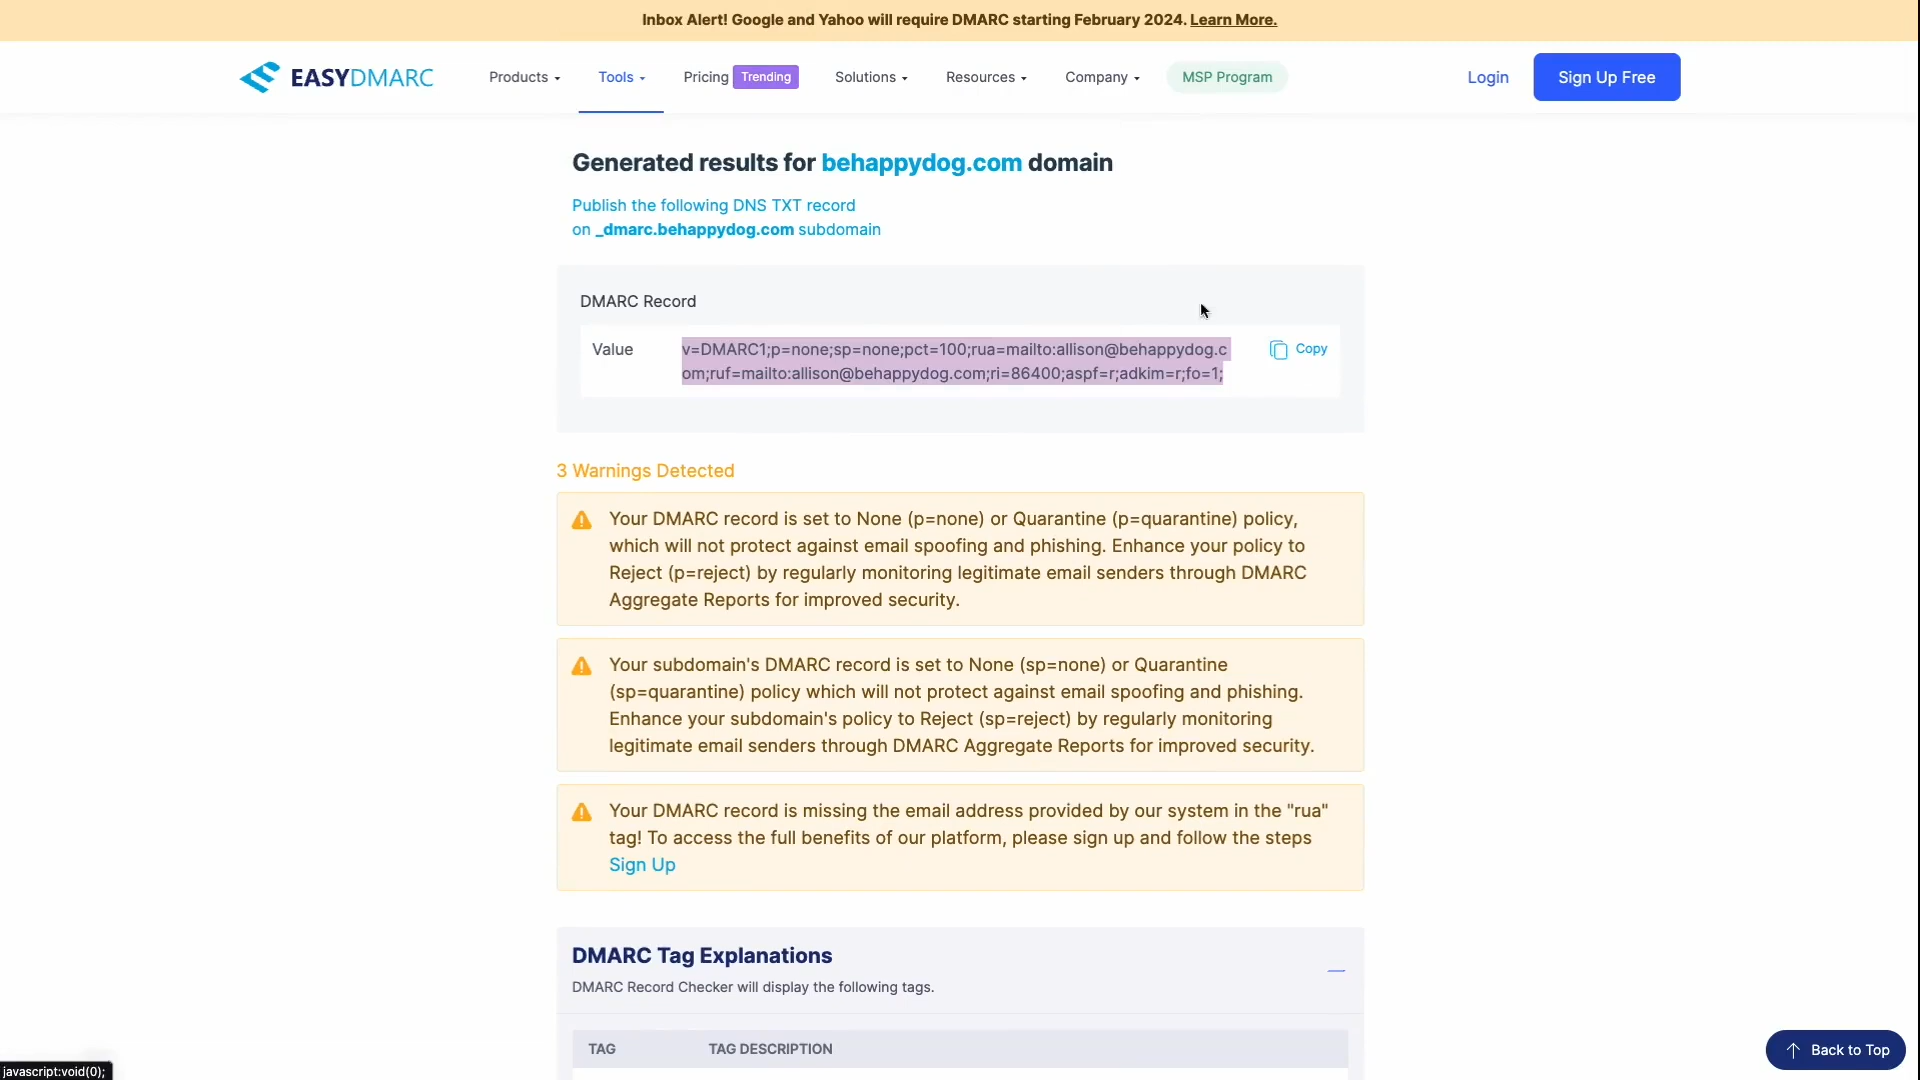 Inbox Alert! Google and Yahoo will require DMARC starting February 2024. Learn More.
EASYDMARC
Products
Tools
Pricing
Trending
Solutions
Resources
Company
MSP Program
Login
Sign Up Free
Generated results for behappydog.com domain
Publish the following DNS TXT record
on _dmarc.behappydog.com subdomain
DMARC Record
Value
v=DMARC1;p=none;sp=none;pct=100;rua=mailto:allison@behappydog.c
om;ruf=mailto:allison@behappydog.com;ri=86400;aspf=r;adkim=r;fo=1;
Copy
3 Warnings Detected
Your DMARC record is set to None (p=none) or Quarantine (p=quarantine) policy,
which will not protect against email spoofing and phishing. Enhance your policy to
Reject (p=reject) by regularly monitoring legitimate email senders through DMARC
Aggregate Reports for improved security.
Your subdomain's DMARC record is set to None (sp=none) or Quarantine
(sp=quarantine) policy which will not protect against email spoofing and phishing.
Enhance your subdomain's policy to Reject (sp=reject) by regularly monitoring
legitimate email senders through DMARC Aggregate Reports for improved security.
Your DMARC record is missing the email address provided by our system in the "rua"
tag! To access the full benefits of our platform, please sign up and follow the steps
Sign Up
DMARC Tag Explanations
DMARC Record Checker will display the following tags.
TAG
TAG DESCRIPTION
Back to Top
javascript:void(0);